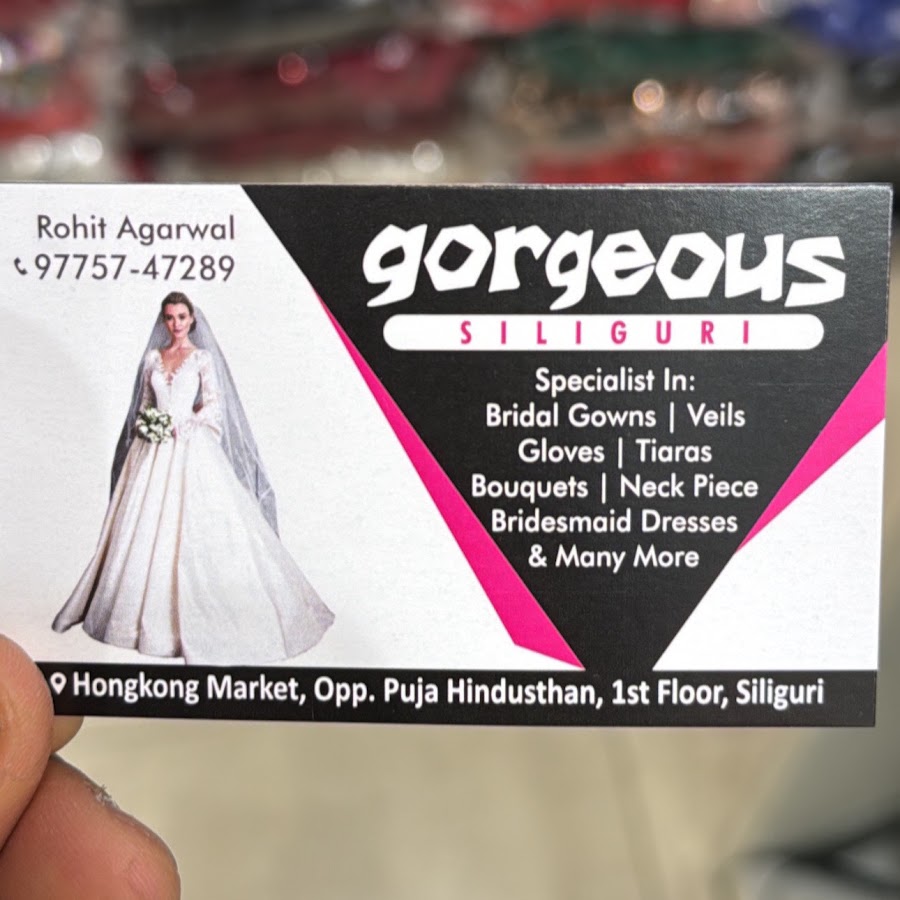 Rohit Agarwal
97757-47289
gorgeous
SILIGURI
Specialist In:
Bridal Gowns | Veils
Gloves | Tiaras
Bouquets | Neck Piece
Bridesmaid Dresses
& Many More
Hongkong Market, Opp. Puja Hindusthan, 1st Floor, Siliguri